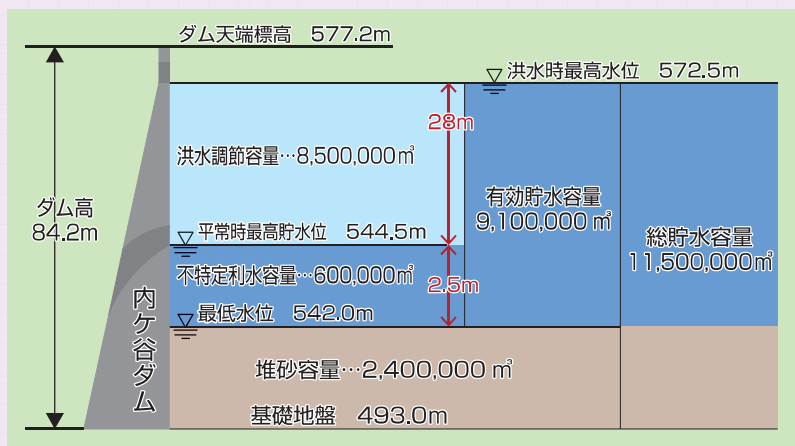 ダム天端標高 577.2m
洪水時最高水位 572.5m
28m
洪水調節容量…8,500,000㎥
有効貯水容量
9,100,000 ㎥
ダム高
84.2m
平常時最高貯水位 544.5m
総貯水容量
11,500,000㎥
不特定利水容量…600,000㎥
2.5m
最低水位 542.0m
内ケ谷ダム
堆砂容量…2,400,000 ㎥
基礎地盤 493.0m